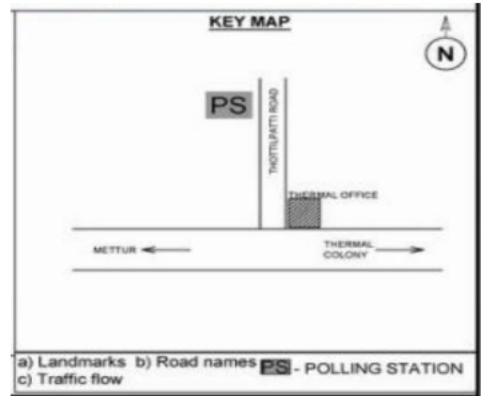 KEY MAP
N
PS
THOTTILPATTI ROAD
THERMAL OFFICE
METTUR
THERMAL
COLONY
a) Landmarks b) Road names PS - POLLING STATION
c) Traffic flow